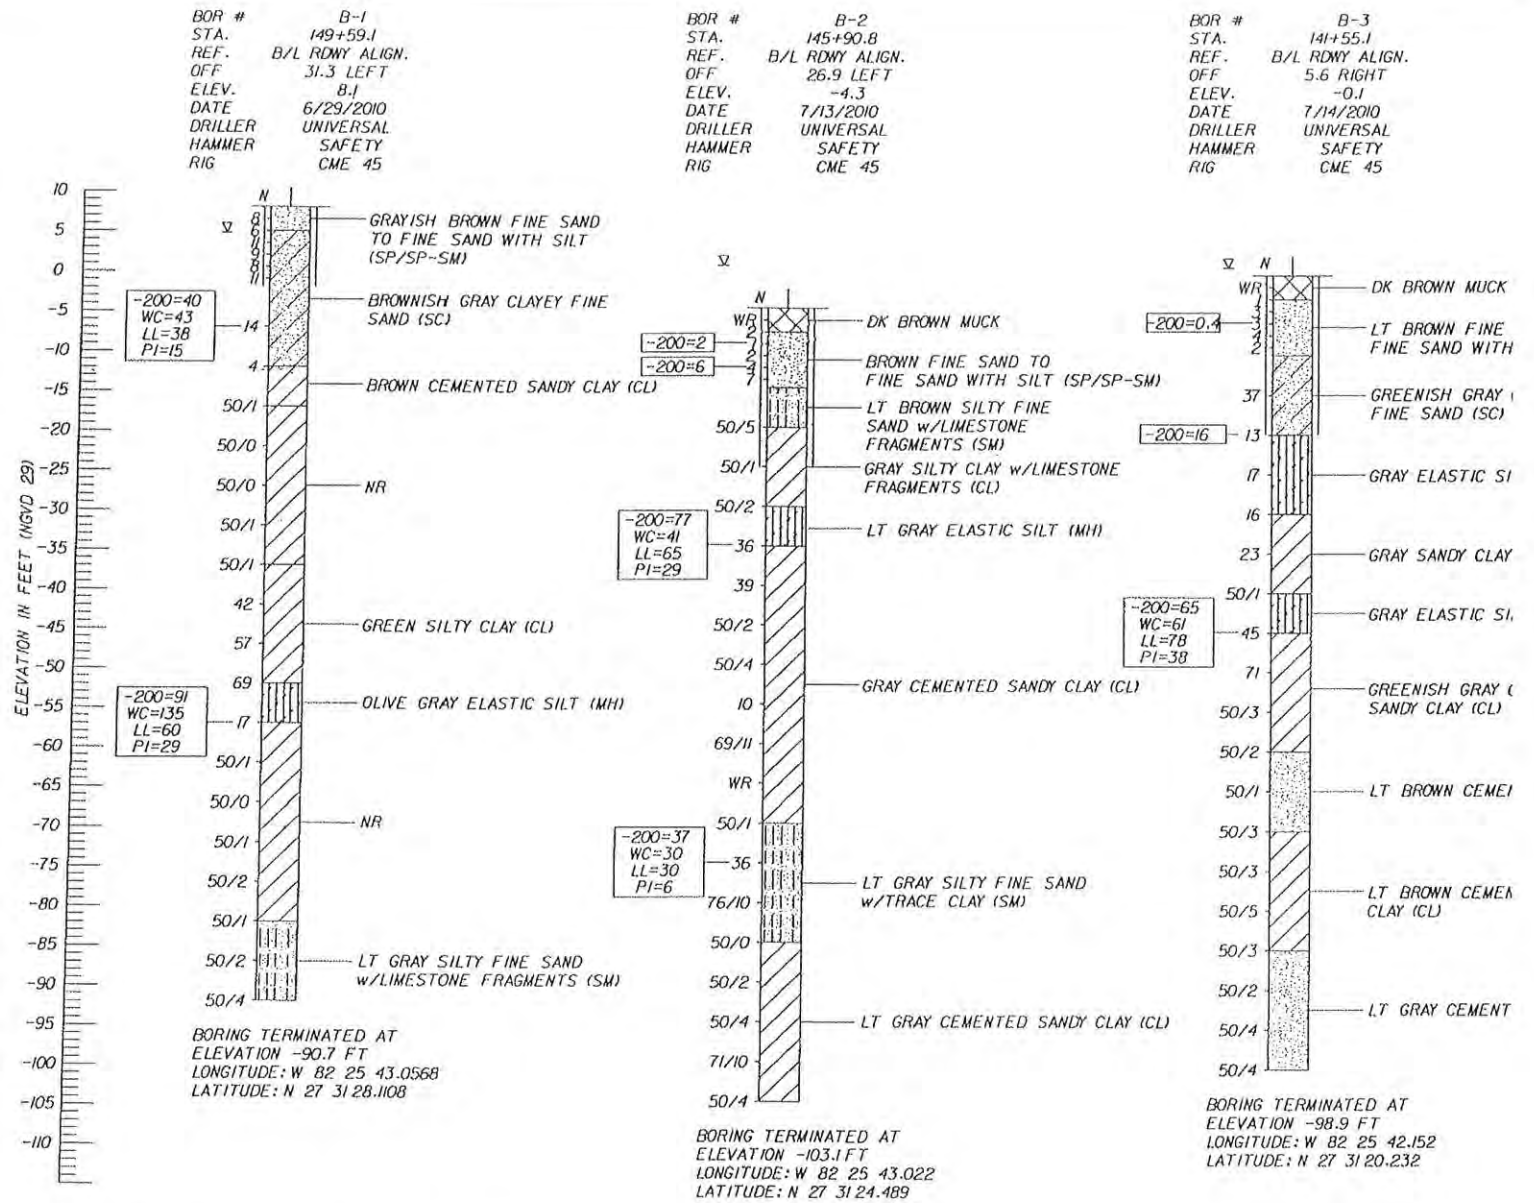 BOR # B-1
STA. 149+59.1
REF. B/L RDWY ALIGN.
OFF 31.3 LEFT
ELEV. 8.1
DATE 6/29/2010
DRILLER UNIVERSAL
HAMMER SAFETY
RIG CME 45
BOR # B-2
STA. 145+90.8
REF. B/L RDWY ALIGN.
OFF 26.9 LEFT
ELEV. -4.3
DATE 7/13/2010
DRILLER UNIVERSAL
HAMMER SAFETY
RIG CME 45
BOR # B-3
STA. 141+55.1
REF. B/L RDWY ALIGN.
OFF 5.6 RIGHT
ELEV. -0.1
DATE 7/14/2010
DRILLER UNIVERSAL
HAMMER SAFETY
RIG CME 45
ELEVATION IN FEET (NGVD 29)
10
5
0
-5
-10
-15
-20
-25
-30
-35
-40
-45
-50
-55
-60
-65
-70
-75
-80
-85
-90
-95
-100
-105
-110
N
8
6
11
9
8
11
14
4
50/1
50/0
50/0
50/1
50/1
42
57
69
17
50/1
50/0
50/1
50/2
50/1
50/2
50/4
-200=40
WC=43
LL=38
PI=15
-200=91
WC=135
LL=60
PI=29
GRAYISH BROWN FINE SAND
TO FINE SAND WITH SILT
(SP/SP-SM)
BROWNISH GRAY CLAYEY FINE
SAND (SC)
BROWN CEMENTED SANDY CLAY (CL)
NR
GREEN SILTY CLAY (CL)
OLIVE GRAY ELASTIC SILT (MH)
NR
LT GRAY SILTY FINE SAND
w/LIMESTONE FRAGMENTS (SM)
BORING TERMINATED AT
ELEVATION -90.7 FT
LONGITUDE: W 82 25 43.0568
LATITUDE: N 27 31 28.1108
N
WR
2
2
4
7
50/5
50/1
50/2
36
39
50/2
50/4
10
69/11
WR
50/1
36
76/10
50/0
50/2
50/4
71/10
50/4
-200=2
-200=6
-200=77
WC=41
LL=65
PI=29
-200=37
WC=30
LL=30
PI=6
DK BROWN MUCK
BROWN FINE SAND TO
FINE SAND WITH SILT (SP/SP-SM)
LT BROWN SILTY FINE
SAND w/LIMESTONE
FRAGMENTS (SM)
GRAY SILTY CLAY w/LIMESTONE
FRAGMENTS (CL)
LT GRAY ELASTIC SILT (MH)
GRAY CEMENTED SANDY CLAY (CL)
LT GRAY SILTY FINE SAND
w/TRACE CLAY (SM)
LT GRAY CEMENTED SANDY CLAY (CL)
BORING TERMINATED AT
ELEVATION -103.1 FT
LONGITUDE: W 82 25 43.022
LATITUDE: N 27 31 24.489
N
WR
1
3
3
4
2
37
13
17
16
23
50/1
45
71
50/3
50/2
50/1
50/3
50/3
50/5
50/3
50/2
50/4
50/4
-200=0.4
-200=16
-200=65
WC=61
LL=78
PI=38
DK BROWN MUCK
LT BROWN FINE
FINE SAND WITH
GREENISH GRAY
FINE SAND (SC)
GRAY ELASTIC
GRAY SANDY CLAY
GRAY ELASTIC
GREENISH GRAY
SANDY CLAY (CL)
LT BROWN
LT BROWN
CLAY (CL)
LT GRAY CEMENT
BORING TERMINATED AT
ELEVATION -98.9 FT
LONGITUDE: W 82 25 42.152
LATITUDE: N 27 31 20.232